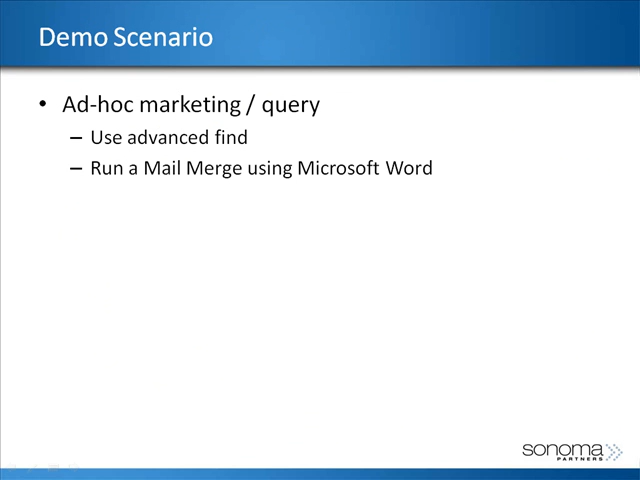 Demo Scenario
• Ad-hoc marketing / query
– Use advanced find
– Run a Mail Merge using Microsoft Word
sonoma
PARTNERS